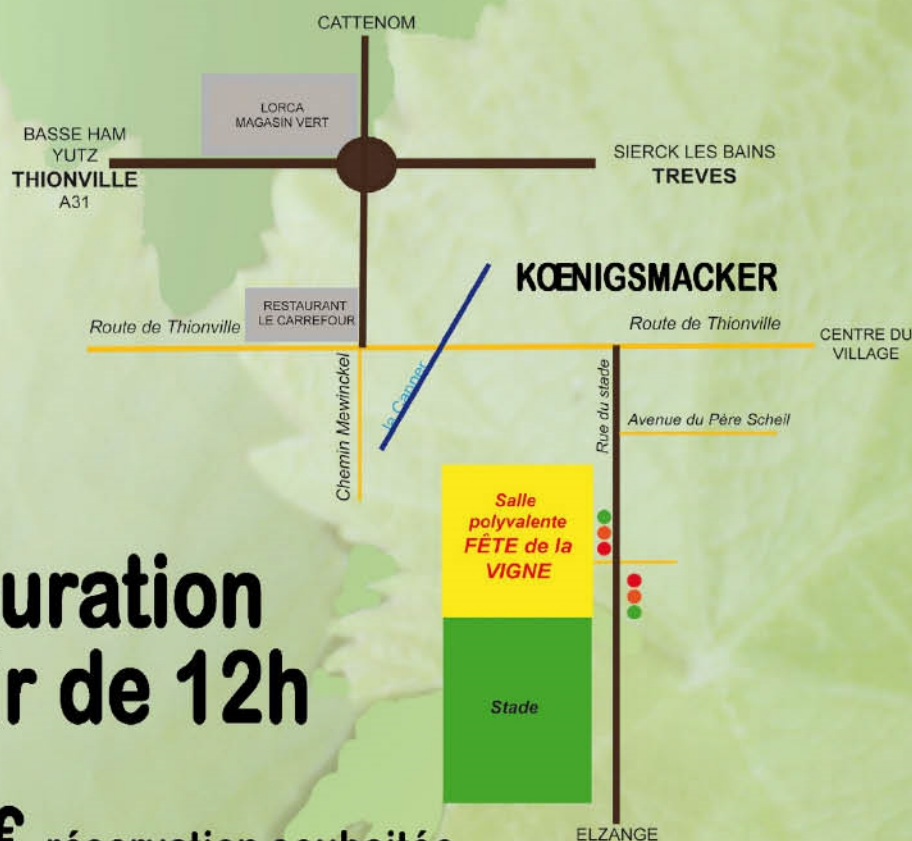 CATTENOM
LORCA
MAGASIN VERT
BASSE HAM
YUTZ
THIONVILLE
A31
SIERCK LES BAINS
TREVES
KŒNIGSMACKER
RESTAURANT
LE CARREFOUR
Route de Thionville
Route de Thionville
CENTRE DU
VILLAGE
Chemin Mewinckel
la Canner
Rue du stade
Avenue du Père Scheil
Salle
polyvalente
FÊTE de la
VIGNE
Stade
uration
r de 12h
€ réservation souhaitée
ELZANGE